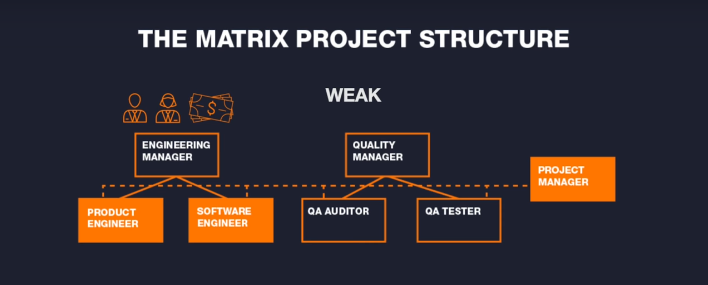 THE MATRIX PROJECT STRUCTURE
WEAK
$
ENGINEERING
MANAGER
QUALITY
MANAGER
PROJECT
MANAGER
PRODUCT
ENGINEER
SOFTWARE
ENGINEER
QA AUDITOR
QA TESTER